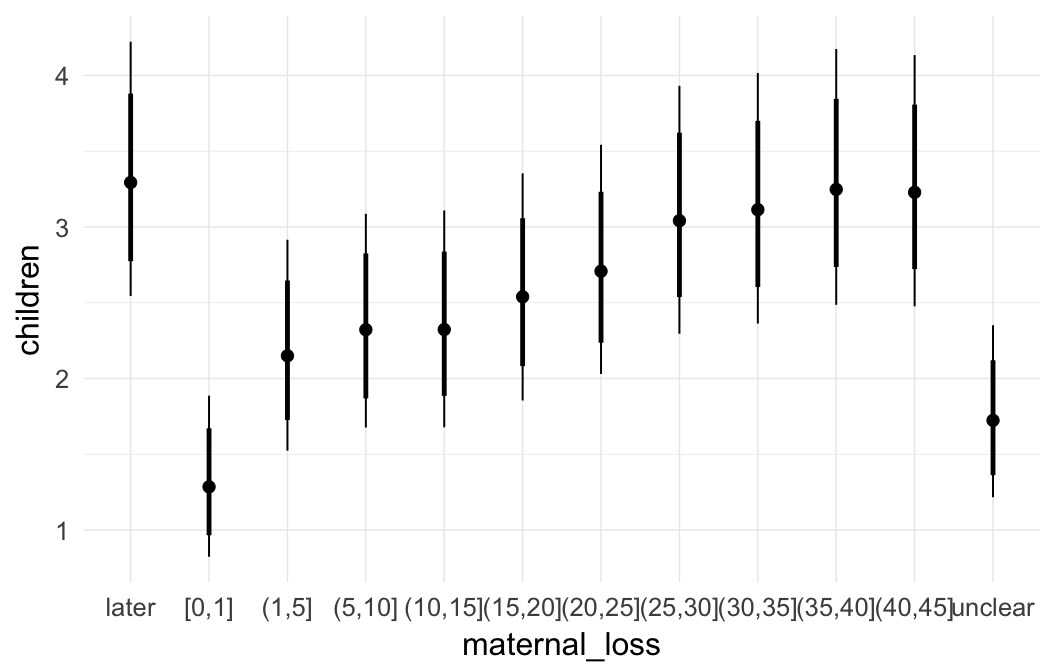 4
3
2
1
children
later [0,1] (1,5] (5,10] (10,15] (15,20] (20,25] (25,30] (30,35] (35,40] (40,45] unclear
maternal_loss